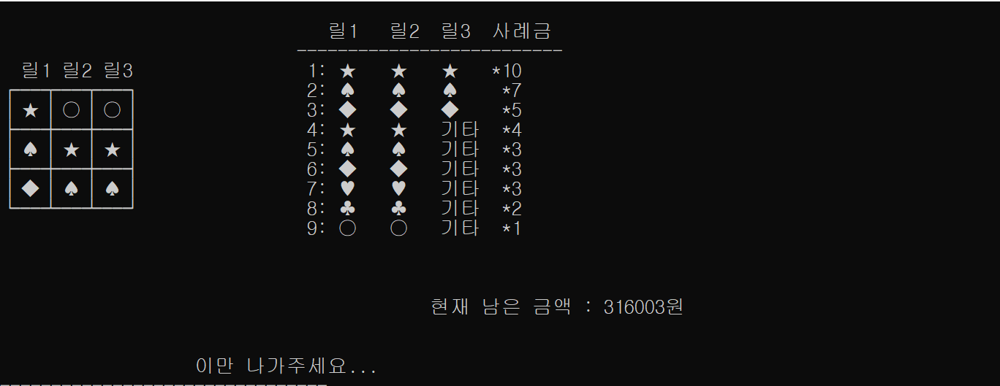 릴1 릴2 릴3 사례금
--------------------------
1: ★ ★ ★ *10
2: ♠ ♠ ♠ *7
3: ◆ ◆ ◆ *5
4: ★ ★ 기타 *4
5: ♠ ♠ 기타 *3
6: ◆ ◆ 기타 *3
7: ♥ ♥ 기타 *3
8: ♣ ♣ 기타 *2
9: ○ ○ 기타 *1
릴1 릴2 릴3
★ ○ ○
♠ ★ ★
◆ ♠ ♠
현재 남은 금액 : 316003원
이만 나가주세요...